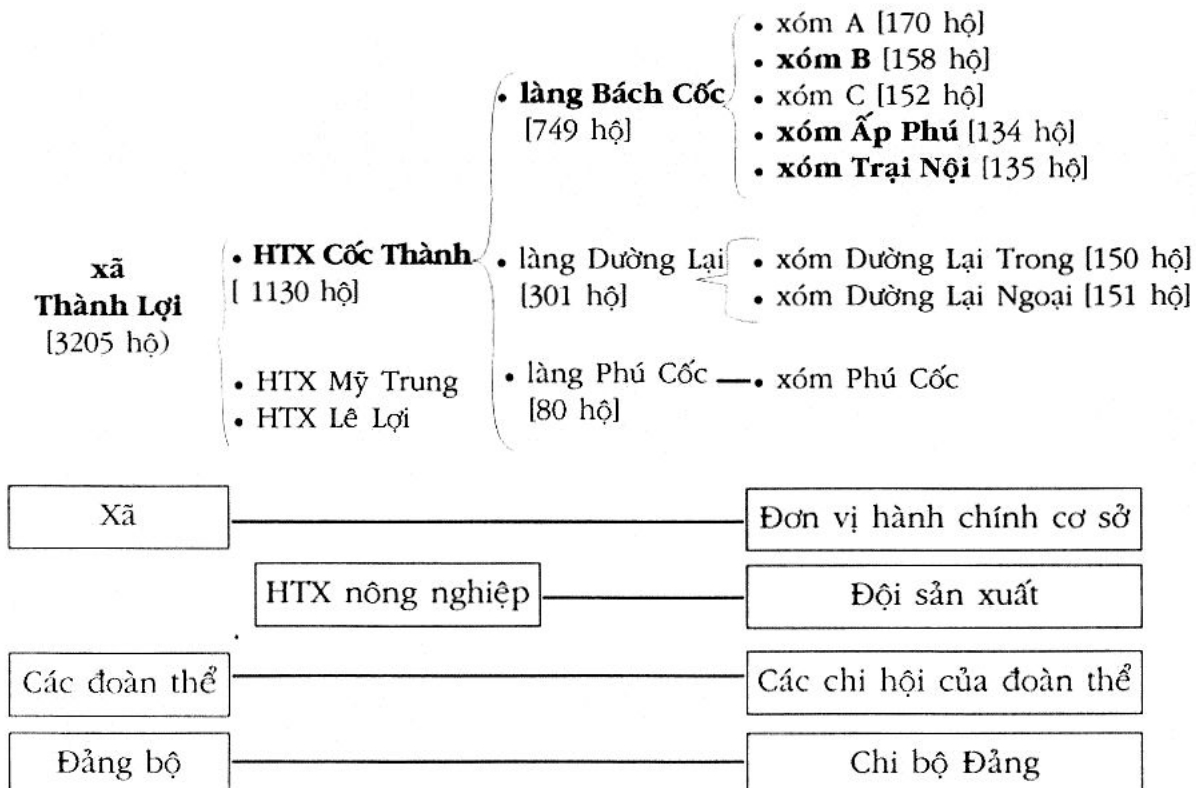 xã
Thành Lợi
[3205 hộ)
• HTX Cốc Thành
[ 1130 hộ]
• HTX Mỹ Trung
• HTX Lê Lợi
• làng Bách Cốc
[749 hộ]
• làng Dường Lại
[301 hộ]
• làng Phú Cốc
[80 hộ]
• xóm A [170 hộ]
• xóm B [158 hộ]
• xóm C [152 hộ]
• xóm Ấp Phú [134 hộ]
• xóm Trại Nội [135 hộ]
• xóm Dường Lại Trong [150 hộ]
• xóm Dường Lại Ngoại [151 hộ]
• xóm Phú Cốc
Xã
Đơn vị hành chính cơ sở
HTX nông nghiệp
Đội sản xuất
Các đoàn thể
Các chi hội của đoàn thể
Đảng bộ
Chi bộ Đảng